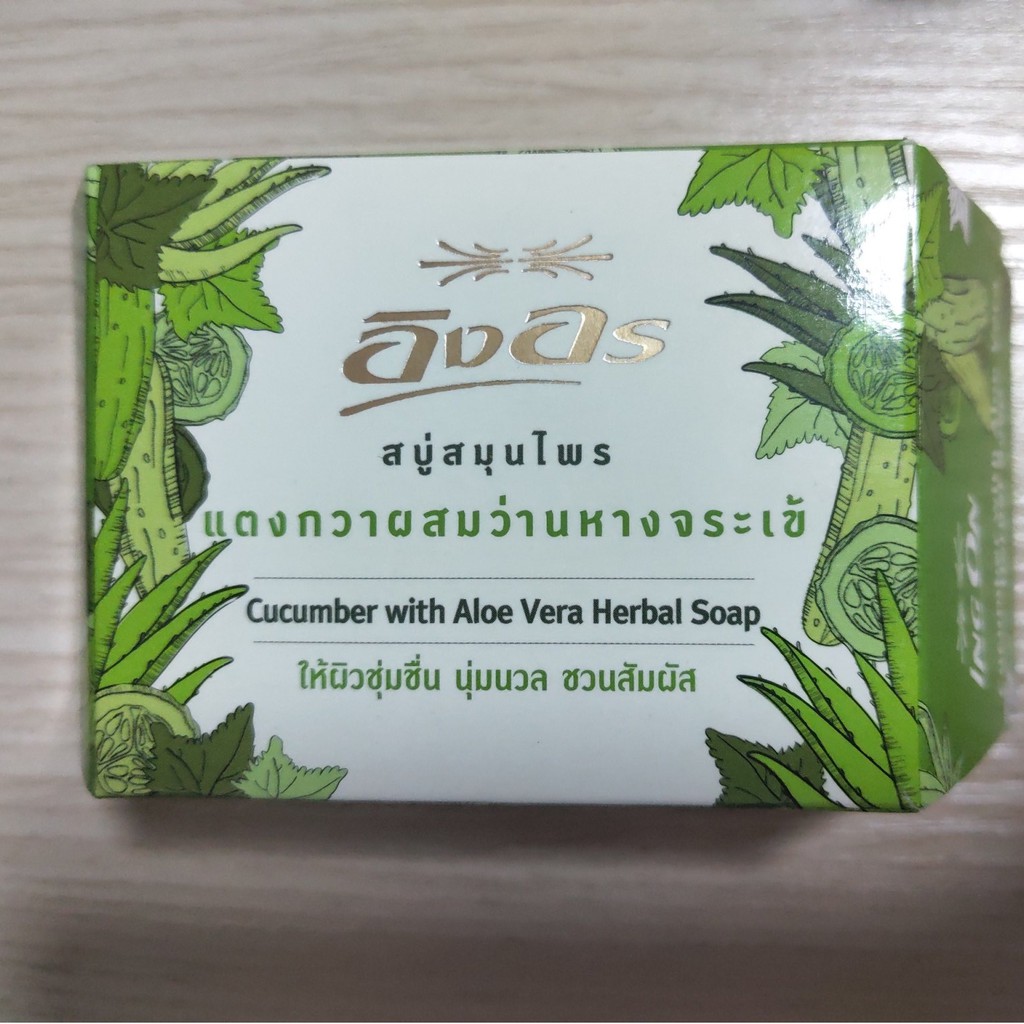 อิงอร
สบู่สมุนไพร
แตงกวาผสมว่านหางจระเข้
Cucumber with Aloe Vera Herbal Soap
ให้ผิวชุ่มชื่น นุ่มนวล ชวนสัมผัส
ING ON